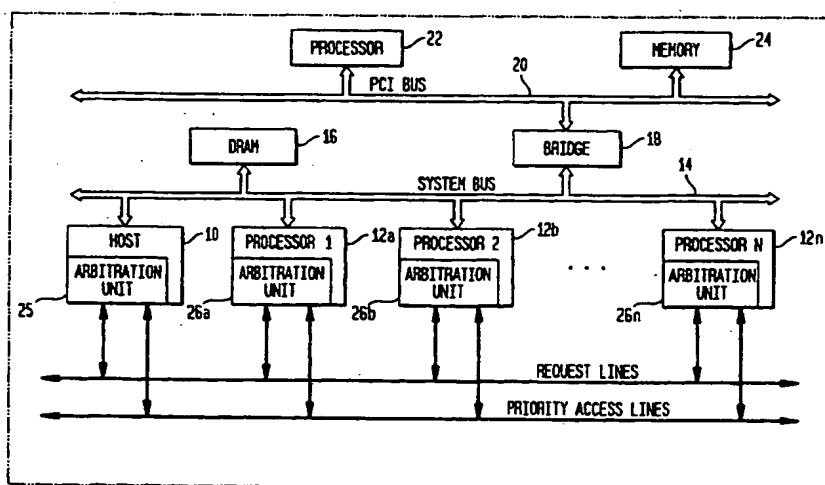 PROCESSOR 22
MEMORY 24
PCI BUS 20
DRAM 16
BRIDGE 18
SYSTEM BUS 14
HOST 10
PROCESSOR 1 12a
PROCESSOR 2 12b
PROCESSOR N 12n
ARBITRATION UNIT 25
ARBITRATION UNIT 26a
ARBITRATION UNIT 26b
. . .
ARBITRATION UNIT 26n
REQUEST LINES
PRIORITY ACCESS LINES